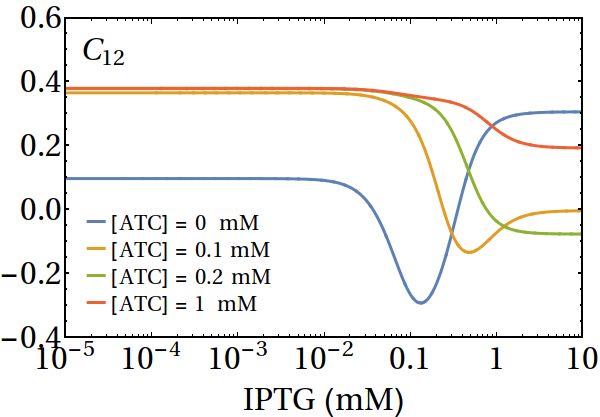 0.6
C₁₂
0.4
0.2
0.0
[ATC] = 0 mM
[ATC] = 0.1 mM
−0.2
[ATC] = 0.2 mM
[ATC] = 1 mM
−0.4
10⁻⁵ 10⁻⁴ 10⁻³ 10⁻² 0.1 1 10
IPTG (mM)